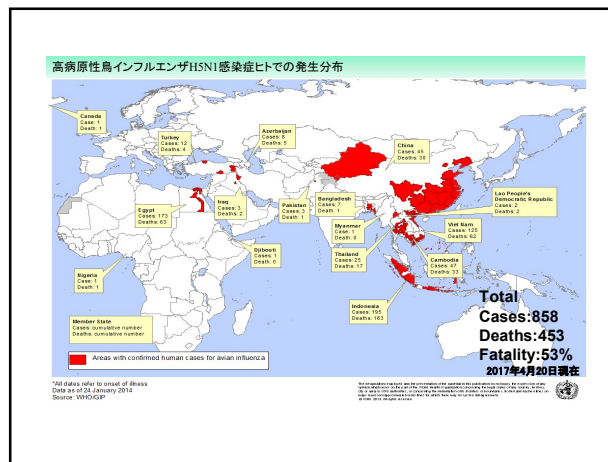 高病原性鳥インフルエンザH5N1感染症ヒトでの発生分布
Canada
Case: 1
Death: 1
Turkey
Cases: 12
Deaths: 4
Azerbaijan
Cases: 8
Deaths: 5
China
Cases: 45
Deaths: 30
Egypt
Cases: 173
Deaths: 63
Iraq
Cases: 3
Deaths: 2
Pakistan
Cases: 3
Death: 1
Bangladesh
Cases: 7
Death: 1
Lao People's
Democratic Republic
Cases: 2
Deaths: 2
Myanmar
Case: 1
Death: 0
Viet Nam
Cases: 125
Deaths: 62
Djibouti
Cases: 1
Death: 0
Thailand
Cases: 25
Deaths: 17
Cambodia
Cases: 47
Deaths: 33
Nigeria
Case: 1
Death: 1
Indonesia
Cases: 195
Deaths: 163
Total
Cases:858
Deaths:453
Fatality:53%
2017年4月20日現在
Member State
Cases: cumulative number
Deaths: cumulative number
Areas with confirmed human cases for avian influenza
*All dates refer to onset of illness
Data as of 24 January 2014
Source: WHO/GIP